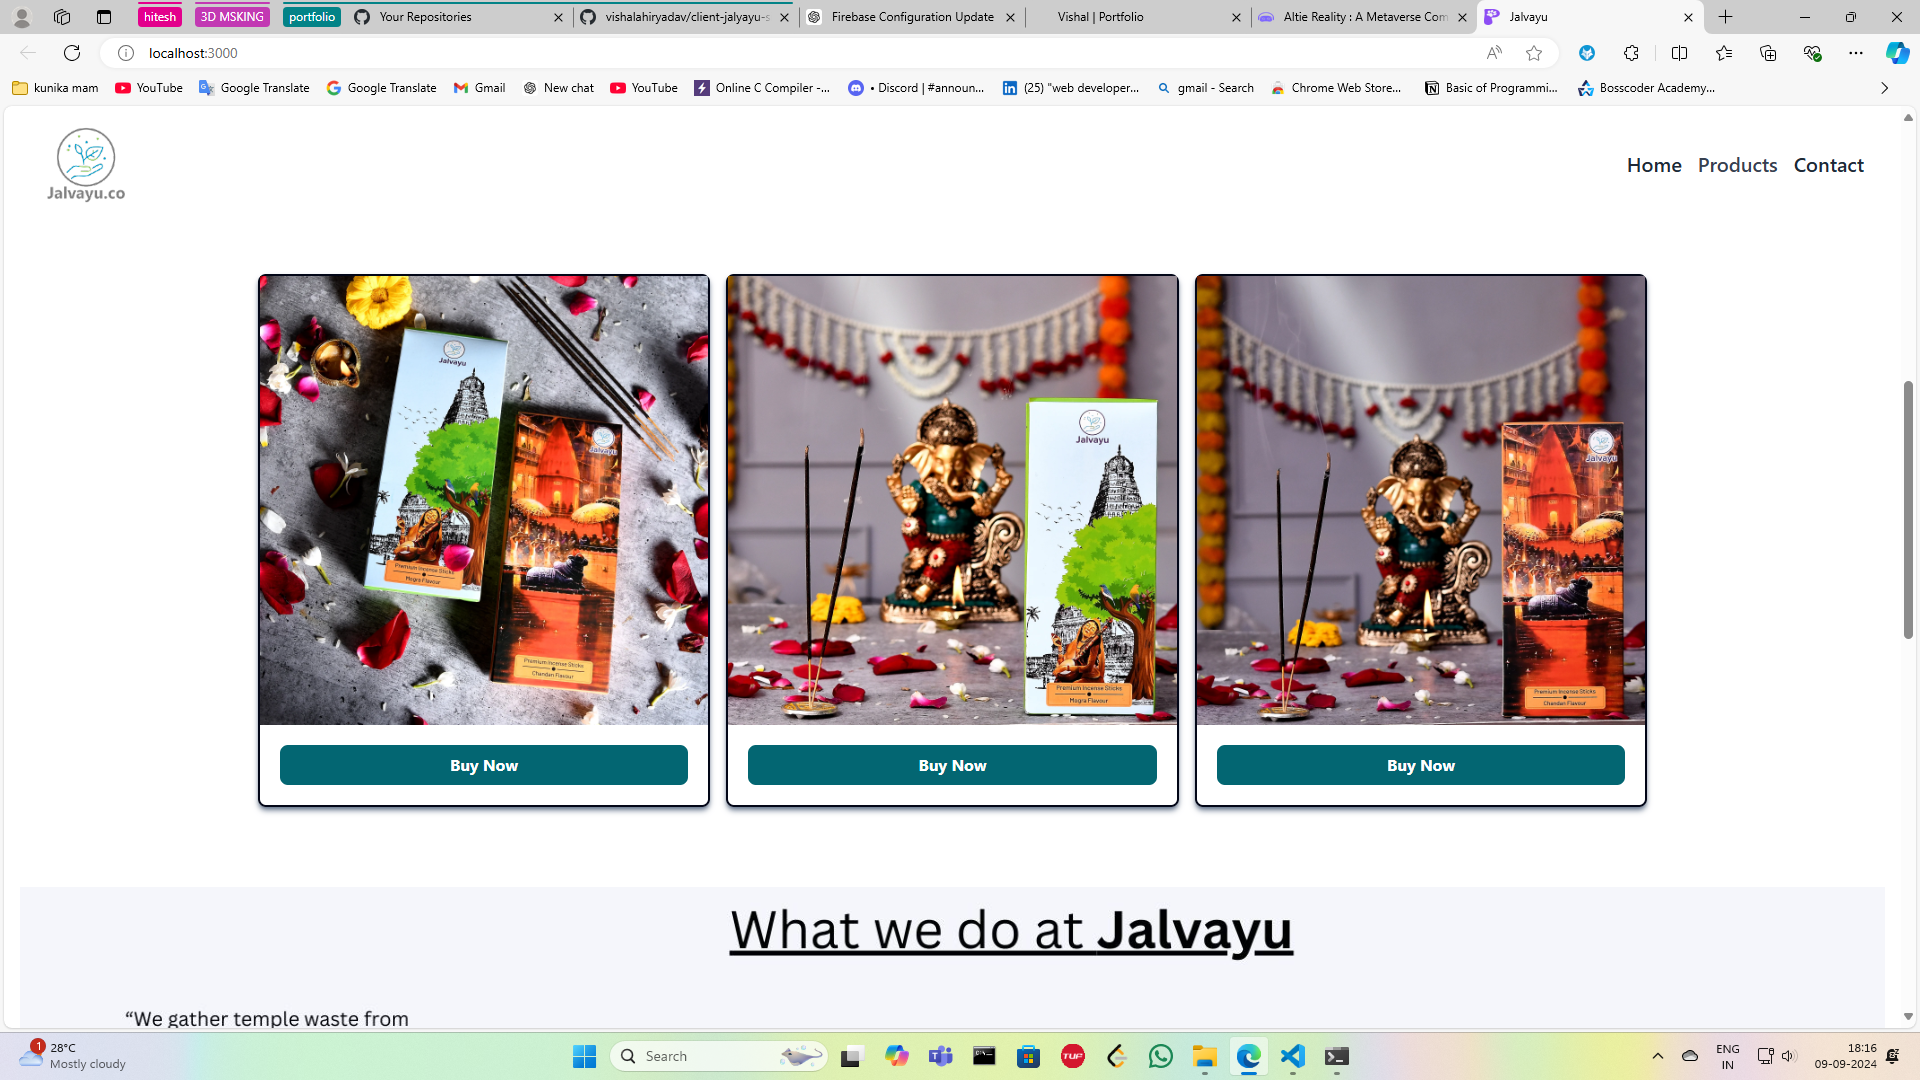 hitesh
3D MSKING
portfolio
Your Repositories
vishalahiryadav/client-jalyayu-s
Firebase Configuration Update
Vishal | Portfolio
Altie Reality : A Metaverse Com
Jalvayu
localhost:3000
kunika mam
YouTube
Google Translate
Google Translate
Gmail
New chat
YouTube
Online C Compiler -...
• Discord | #announ...
(25) "web developer...
gmail - Search
Chrome Web Store...
Basic of Programmi...
Bosscoder Academy...
Jalvayu.co
Home
Products
Contact
Jalvayu
Premium Incense Sticks
Mogra Flavour
Jalvayu
Premium Incense Sticks
Chandan Flavour
Jalvayu
Premium Incense Sticks
Mogra Flavour
Jalvayu
Premium Incense Sticks
Chandan Flavour
Buy Now
Buy Now
Buy Now
What we do at Jalvayu
“We gather temple waste from
1
28°C
Mostly cloudy
Search
TUF
ENG
IN
18:16
09-09-2024